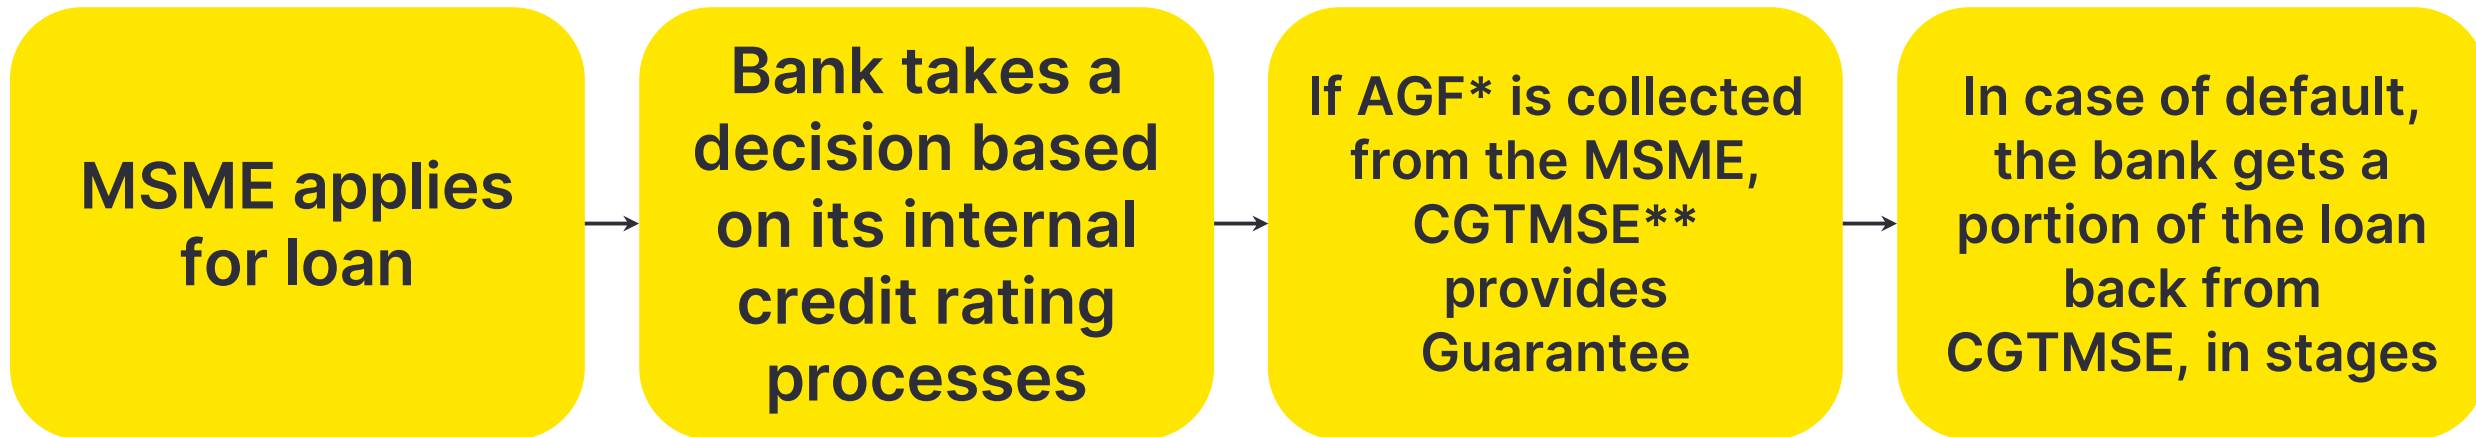 MSME applies
for loan
Bank takes a
decision based
on its internal
credit rating
processes
If AGF* is collected
from the MSME,
CGTMSE**
provides
Guarantee
In case of default,
the bank gets a
portion of the loan
back from
CGTMSE, in stages